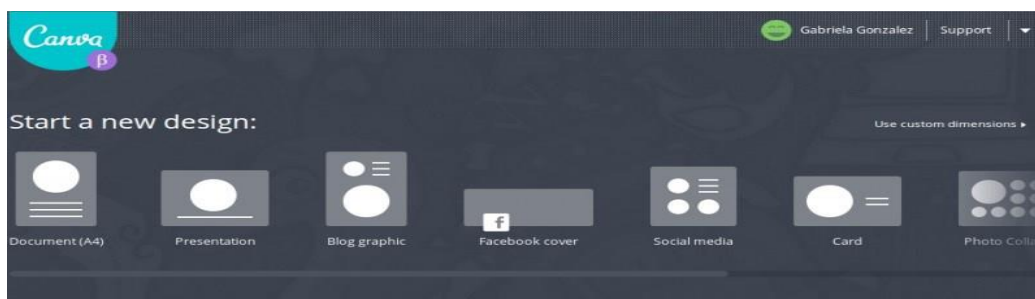 Canva
β
Gabriela Gonzalez Support
Start a new design:
Use custom dimensions
f
Document (A4) Presentation Blog graphic Facebook cover Social media Card Photo Colla